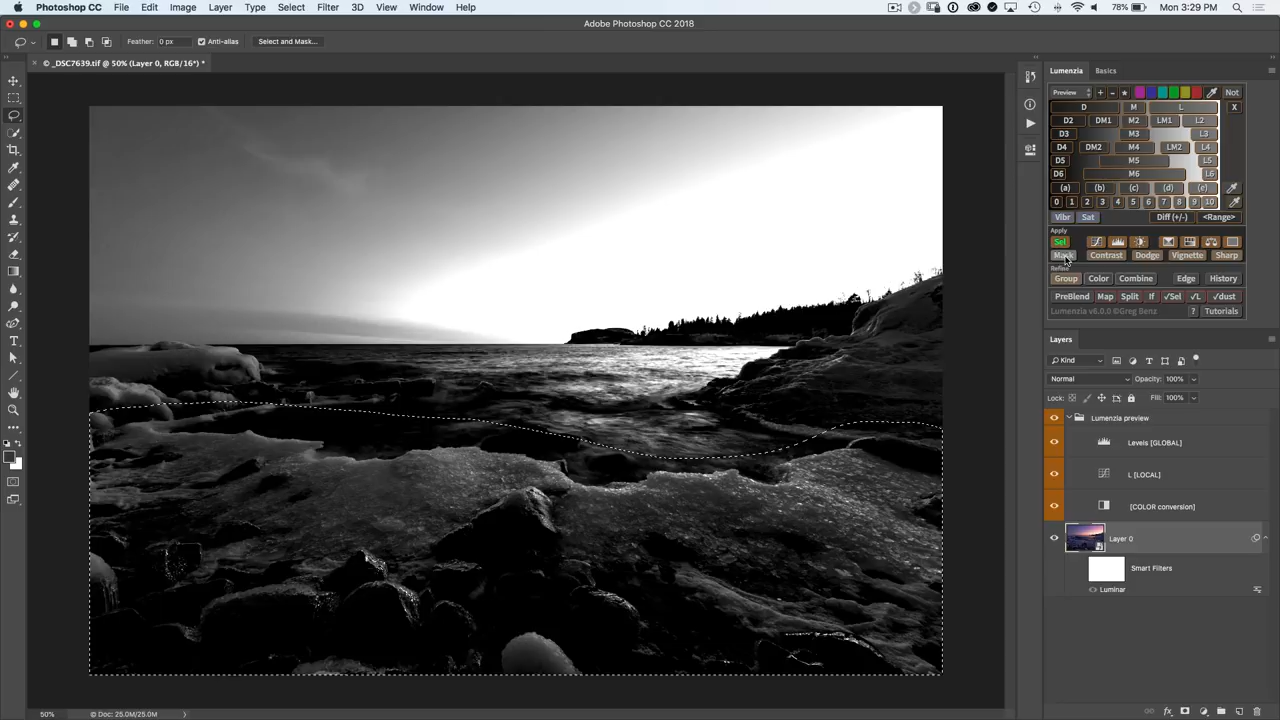 Photoshop CC File Edit Image Layer Type Select Filter 3D View Window Help 78% Mon 3:29 PM
Adobe Photoshop CC 2018
Feather: 0 px Anti-alias Select and Mask...
© _DSC7639.tif @ 50% (Layer 0, RGB/16*) *
Lumenzia Basics
Preview + - Not
D M L X
D2 DM1 M2 LM1 L2
D3 M3 L3
D4 DM2 M4 LM2 L4
D5 M5 L5
D6 M6 L6
(a) (b) (c) (d) (e)
0 1 2 3 4 5 6 7 8 9 10
Vibr Sat Diff (+/-) <Range>
Apply
Sel
Mask Contrast Dodge Vignette Sharp
Refine
Group Color Combine Edge History
PreBlend Map Split If √Sel √L √dust
Lumenzia v6.0.0 ©Greg Benz ? Tutorials
Layers
Kind
Normal Opacity: 100%
Lock: Fill: 100%
Lumenzia preview
Levels [GLOBAL]
L [LOCAL]
[COLOR conversion]
Layer 0
Smart Filters
Luminar
50% Doc: 25.0M/25.0M